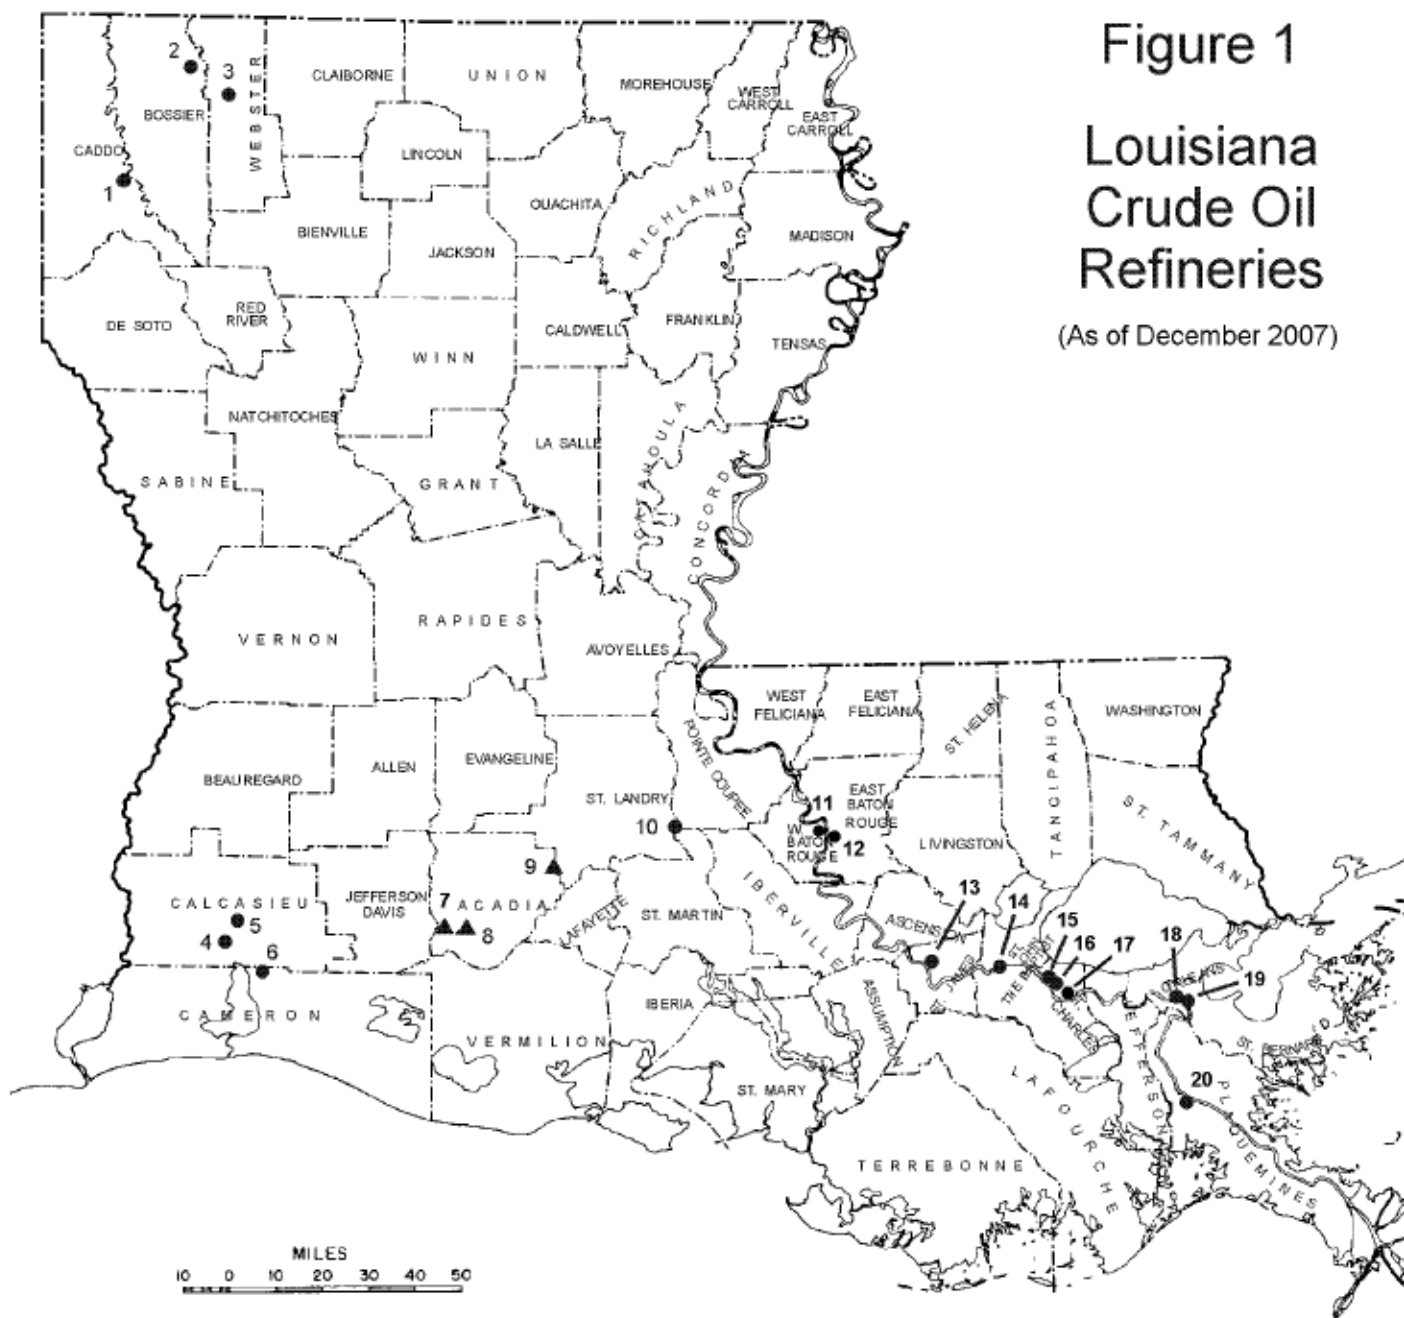 Figure 1
Louisiana
Crude Oil
Refineries
(As of December 2007)
2
3
CLAIBORNE
UNION
MOREHOUSE
WEST
CARROLL
EAST
CARROLL
BOSSIER
WEBSTER
CADDO
LINCOLN
1
OUACHITA
RICHLAND
BIENVILLE
JACKSON
MADISON
RED
RIVER
DE SOTO
CALDWELL
FRANKLIN
TENSAS
WINN
NATCHITOCHES
LA SALLE
CATAHOULA
SABINE
GRANT
CONCORD
VERNON
RAPIDES
AVOYELLES
WEST
FELICIANA
EAST
FELICIANA
ST. HELENA
TANGIPAHOA
WASHINGTON
POINTE COUPEE
BEAUREGARD
ALLEN
EVANGELINE
ST. LANDRY
10
11
EAST
BATON
ROUGE
W.
BATON
ROUGE
12
LIVINGSTON
ST. TAMMANY
9
CALCASIEU
5
4
6
JEFFERSON
DAVIS
7
ACADIA
8
LAFAYETTE
ST. MARTIN
IBERVILLE
ASCENSION
13
14
15
16
17
18
ORLEANS
19
CAMERON
VERMILION
IBERIA
ASSUMPTION
CHARLES
JEFFERSON
ST. BERNARD
ST. MARY
LAFOURCHE
20
PLAQUEMINES
TERREBONNE
MILES
10 0 10 20 30 40 50